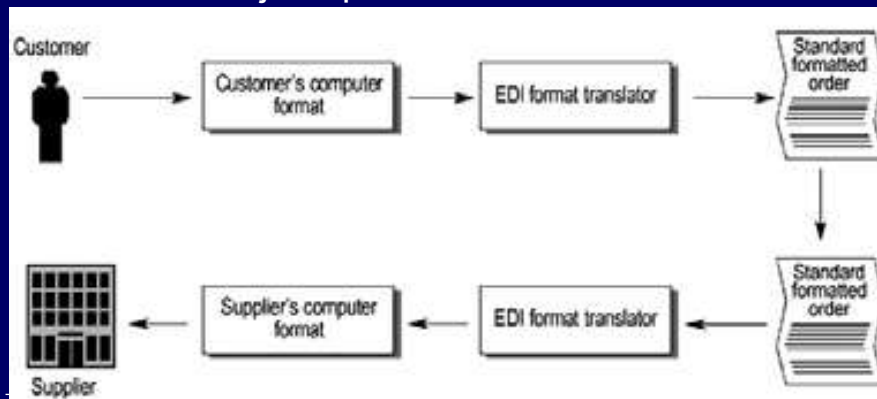 Customer
Customer's computer
format
EDI format translator
Standard
formatted
order
Standard
formatted
order
EDI format translator
Supplier's computer
format
Supplier